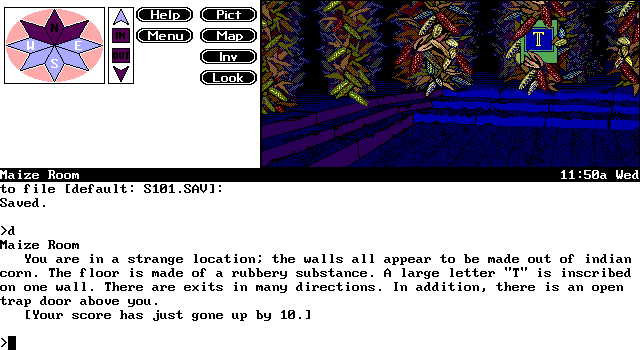 N
W E
S
IN
OUT
Help
Menu
Pict
Map
Inv
Look
T
Maize Room 11:50a Wed
to file [default: S101.SAV]:
Saved.
>d
Maize Room
You are in a strange location; the walls all appear to be made out of indian
corn. The floor is made of a rubbery substance. A large letter "T" is inscribed
on one wall. There are exits in many directions. In addition, there is an open
trap door above you.
[Your score has just gone up by 10.]
>